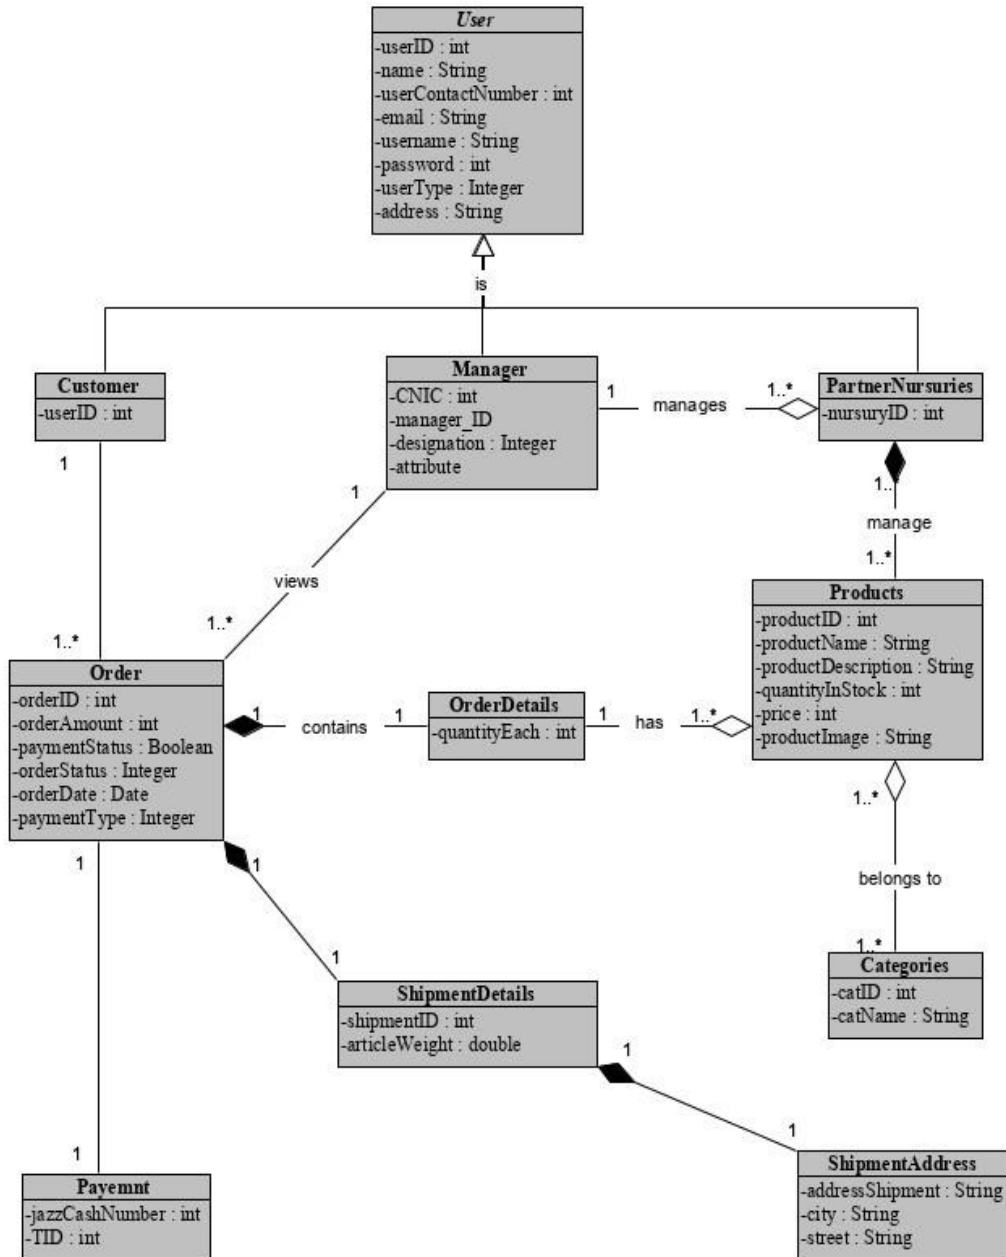 User
-userID : int
-name : String
-userContactNumber : int
-email : String
-username : String
-password : int
-userType : Integer
-address : String
is
Customer
-userID : int
Manager
-CNIC : int
-manager_ID
-designation : Integer
-attribute
1
manages
1..*
PartnerNursuries
-nursuryID : int
1
1
1..*
manage
1..*
views
1..*
1..*
Products
-productID : int
-productName : String
-productDescription : String
-quantityInStock : int
-price : int
-productImage : String
Order
-orderID : int
-orderAmount : int
-paymentStatus : Boolean
-orderStatus : Integer
-orderDate : Date
-paymentType : Integer
1
contains
1
OrderDetails
-quantityEach : int
1
has
1..*
1..*
belongs to
1..*
Categories
-catID : int
-catName : String
1
1
1
ShipmentDetails
-shipmentID : int
-articleWeight : double
1
1
ShipmentAddress
-addressShipment : String
-city : String
-street : String
1
Payemnt
-jazzCashNumber : int
-TID : int